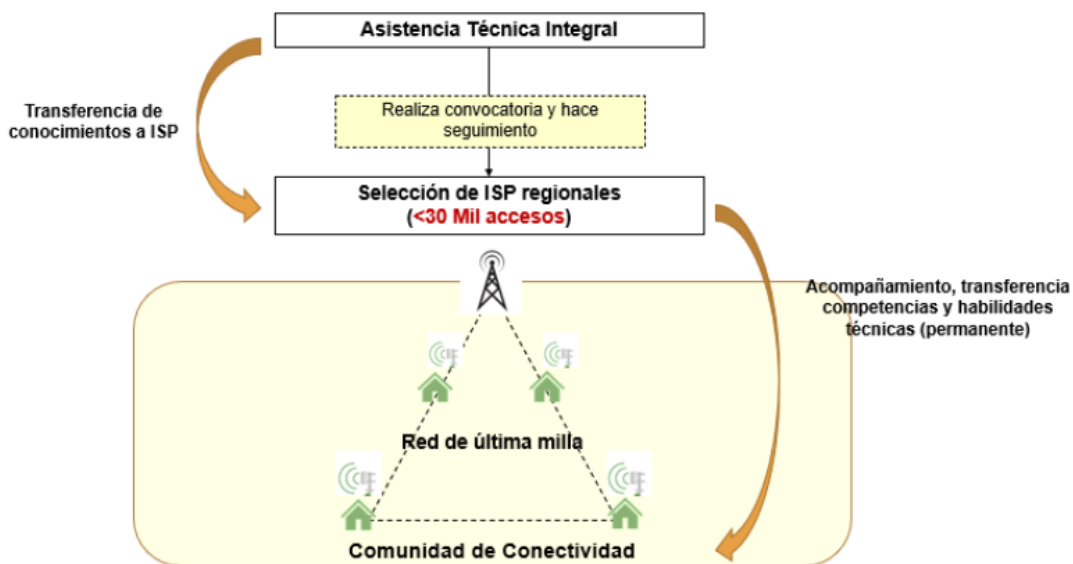 Asistencia Técnica Integral
Transferencia de
conocimientos a ISP
Realiza convocatoria y hace
seguimiento
Selección de ISP regionales
(<30 Mil accesos)
Acompañamiento, transferencia
competencias y habilidades
técnicas (permanente)
Red de última milla
Comunidad de Conectividad